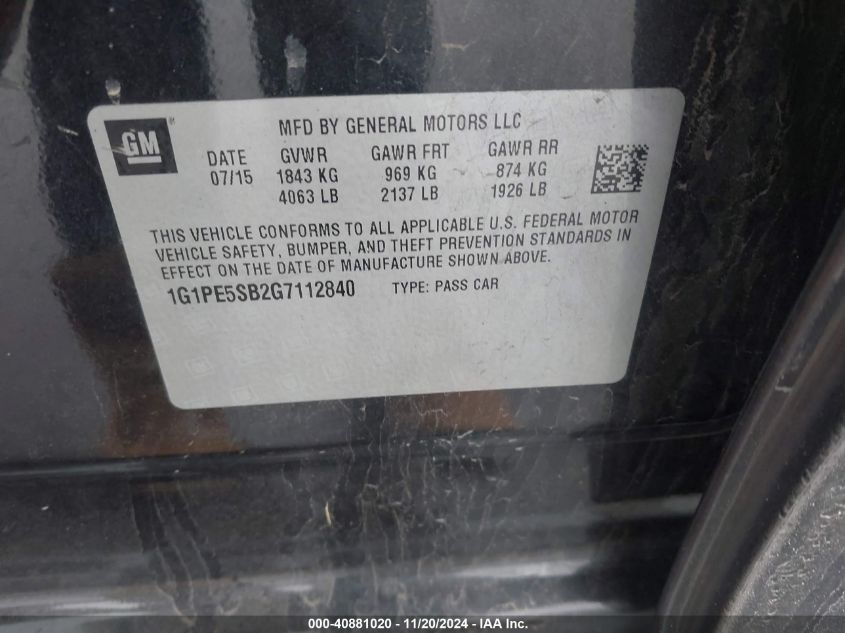 GM
MFD BY GENERAL MOTORS LLC
DATE GVWR GAWR FRT GAWR RR
07/15 1843 KG 969 KG 874 KG
4063 LB 2137 LB 1926 LB
THIS VEHICLE CONFORMS TO ALL APPLICABLE U.S. FEDERAL MOTOR
VEHICLE SAFETY, BUMPER, AND THEFT PREVENTION STANDARDS IN
EFFECT ON THE DATE OF MANUFACTURE SHOWN ABOVE.
1G1PE5SB2G7112840 TYPE: PASS CAR
000-40881020 - 11/20/2024 - IAA Inc.